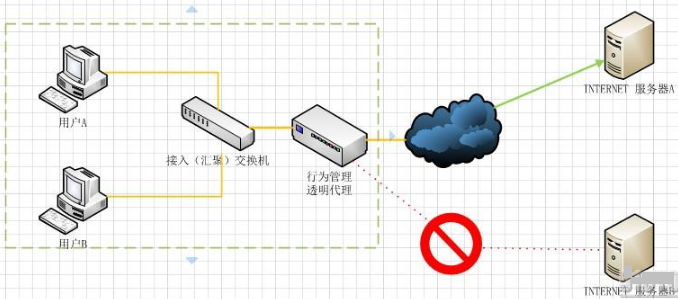 用户A
用户B
接入（汇聚）交换机
行为管理
透明代理
INTERNET 服务器A
INTERNET 服务器B